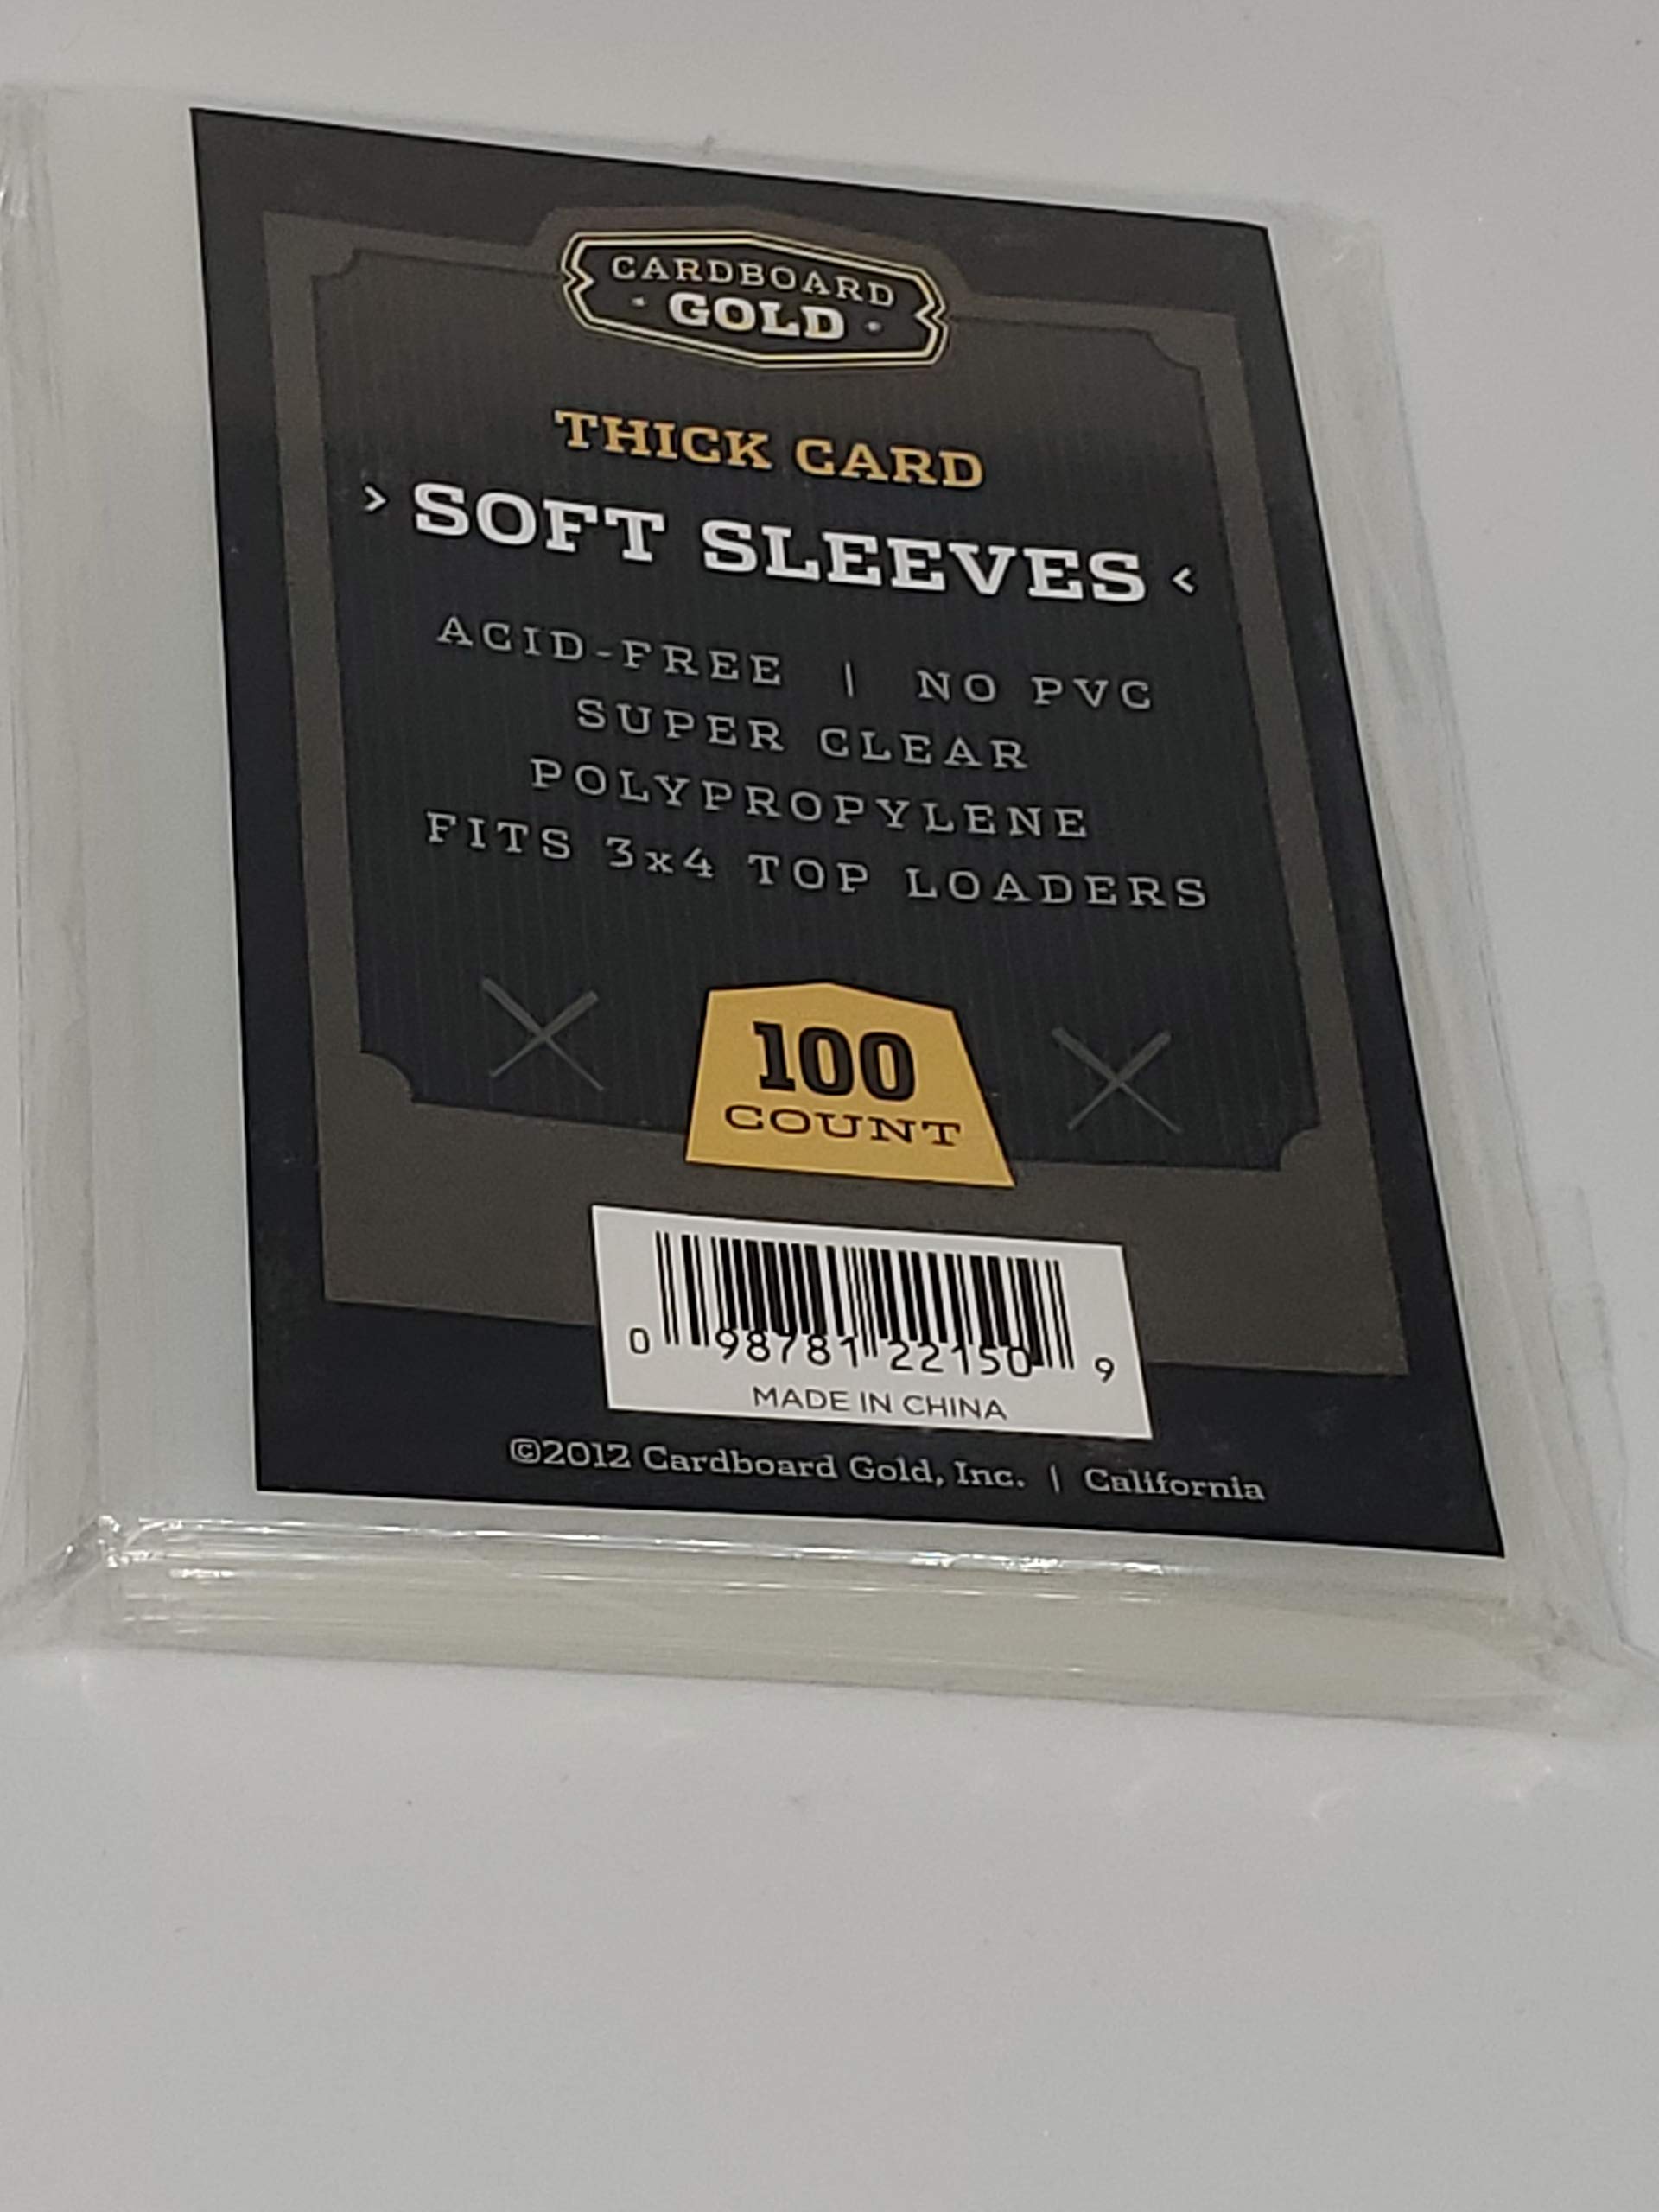 CARDBOARD
· GOLD ·
THICK CARD
› SOFT SLEEVES ‹
ACID-FREE | NO PVC
SUPER CLEAR
POLYPROPYLENE
FITS 3x4 TOP LOADERS
100
COUNT
0 98781 22150 9
MADE IN CHINA
©2012 Cardboard Gold, Inc. | California